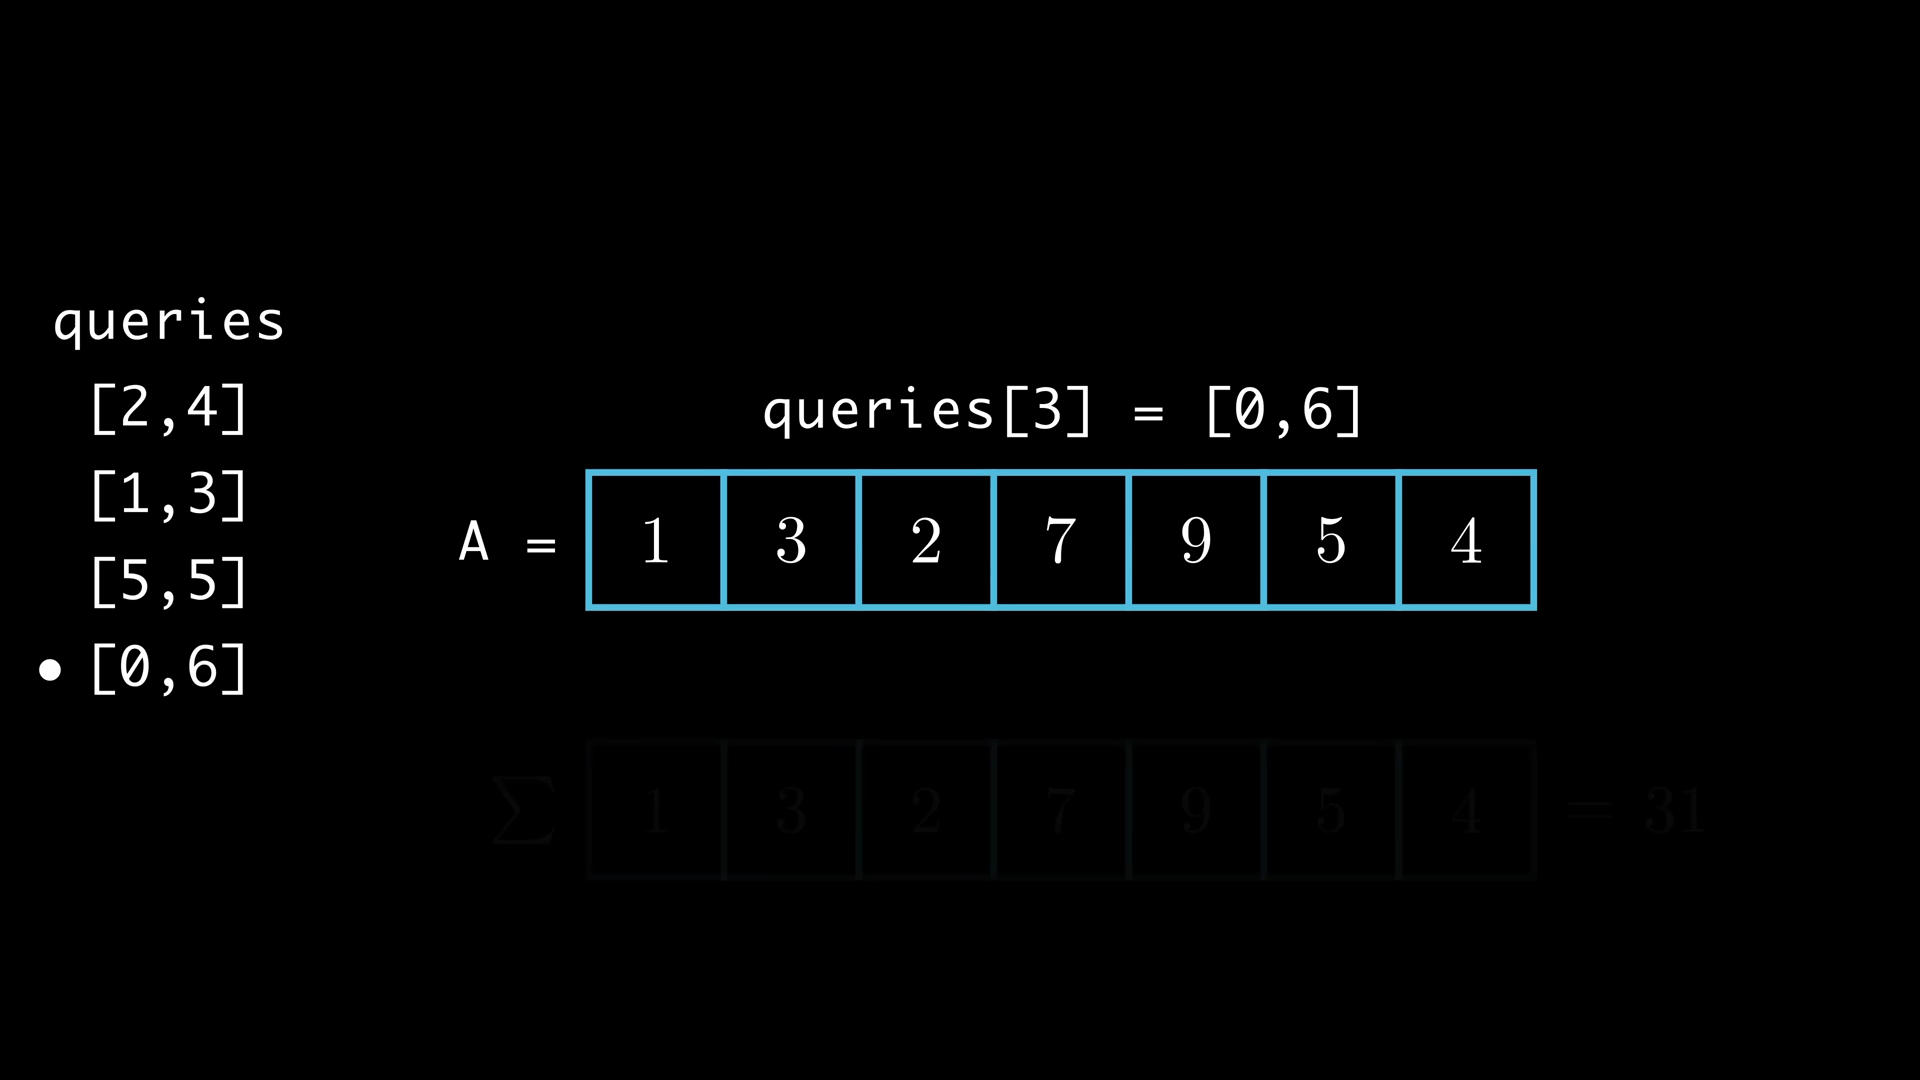 queries
[2,4]
[1,3]
[5,5]
• [0,6]
queries[3] = [0,6]
A = 1 3 2 7 9 5 4
∑ 1 3 2 7 9 5 4 = 31